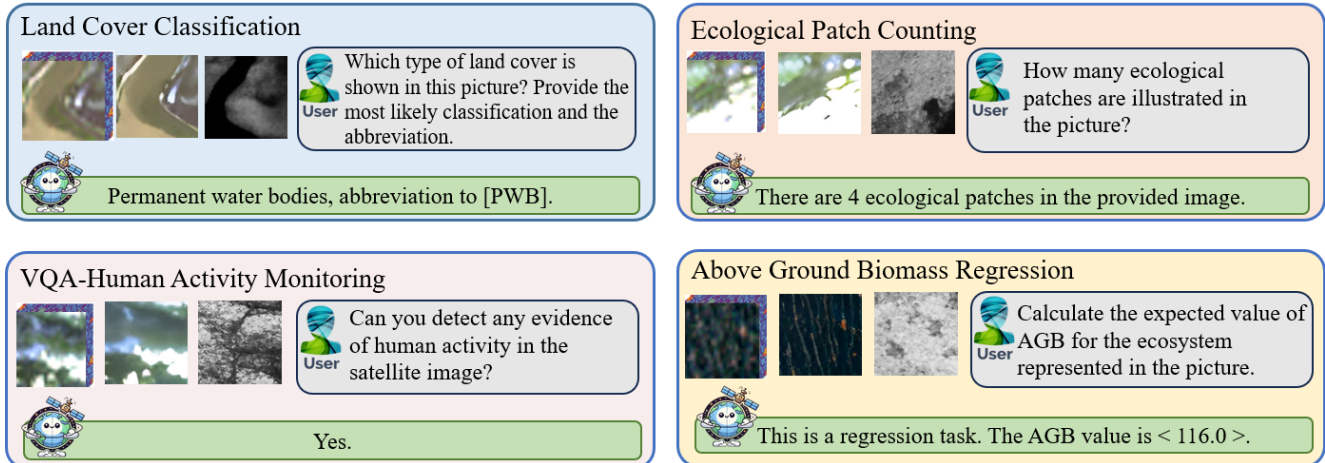 Land Cover Classification
Which type of land cover is
shown in this picture? Provide the
most likely classification and the
abbreviation.
User
Permanent water bodies, abbreviation to [PWB].
Ecological Patch Counting
How many ecological
patches are illustrated in
the picture?
User
There are 4 ecological patches in the provided image.
VQA-Human Activity Monitoring
Can you detect any evidence
of human activity in the
satellite image?
User
Yes.
Above Ground Biomass Regression
Calculate the expected value of
AGB for the ecosystem
represented in the picture.
User
This is a regression task. The AGB value is < 116.0 >.